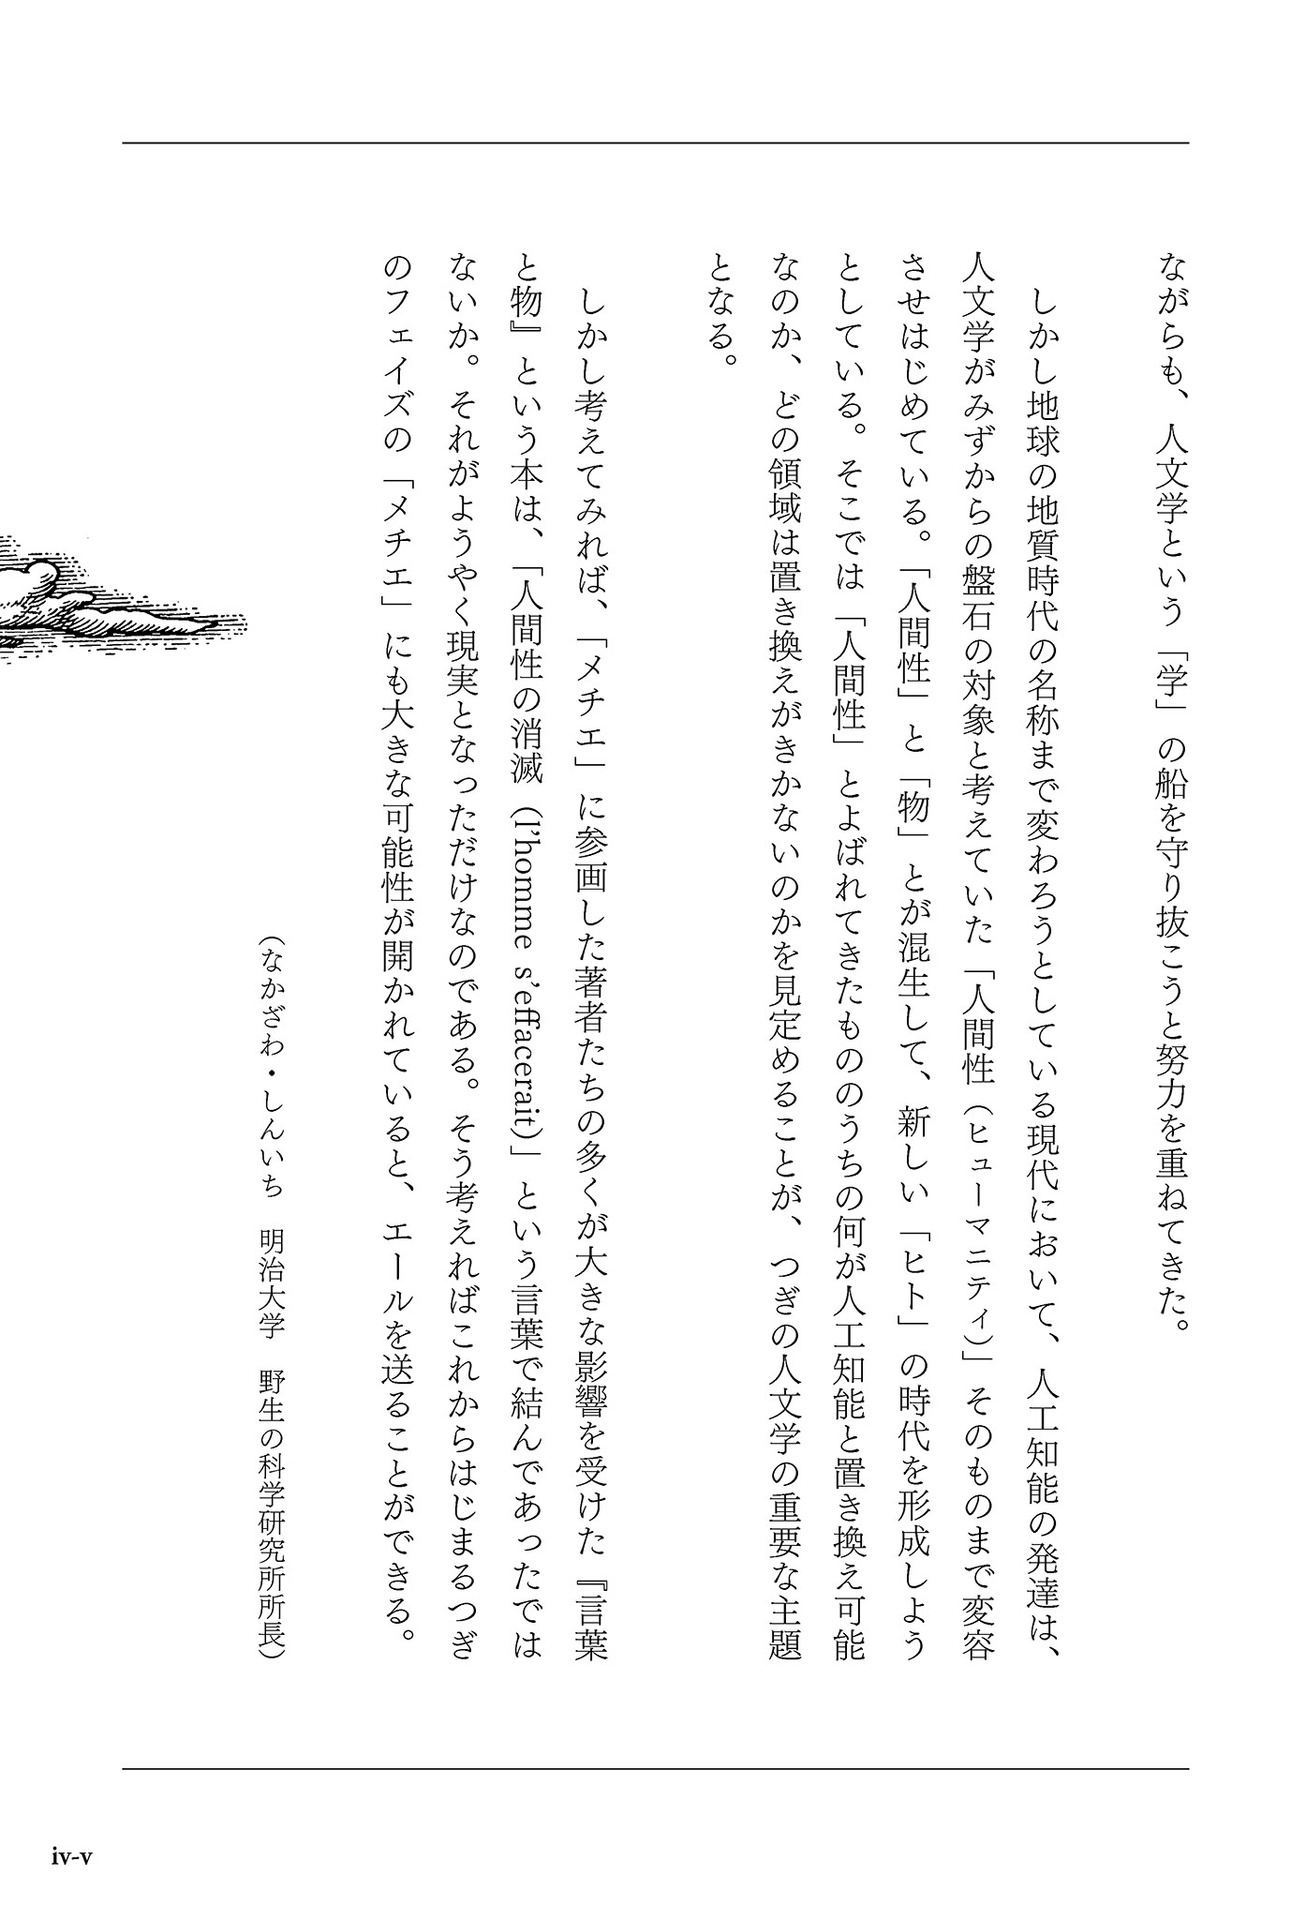 ながらも、人文学という「学」の船を守り抜こうと努力を重ねてきた。
しかし地球の地質時代の名称まで変わろうとしている現代において、人工知能の発達は、
人文学がみずからの盤石の対象と考えていた「人間性（ヒューマニティ）」そのものまで変容
させはじめている。「人間性」と「物」とが混生して、新しい「ヒト」の時代を形成しよう
としている。そこでは「人間性」とよばれてきたもののうちの何が人工知能と置き換え可能
なのか、どの領域は置き換えがきかないのかを見定めることが、つぎの人文学の重要な主題
となる。
しかし考えてみれば、「メチエ」に参画した著者たちの多くが大きな影響を受けた『言葉
と物』という本は、「人間性の消滅（l'homme s'effacerait）」という言葉で結んであったでは
ないか。それがようやく現実となっただけなのである。そう考えればこれからはじまるつぎ
のフェイズの「メチエ」にも大きな可能性が開かれていると、エールを送ることができる。
（なかざわ・しんいち　明治大学　野生の科学研究所所長）
iv-v